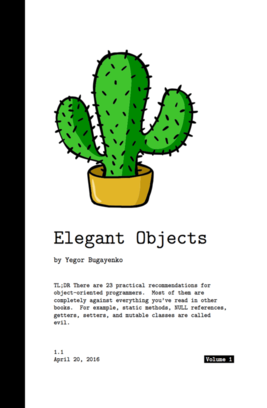 Elegant Objects
by Yegor Bugayenko
TL;DR There are 23 practical recommendations for
object-oriented programmers. Most of them are
completely against everything you've read in other
books. For example, static methods, NULL references,
getters, setters, and mutable classes are called
evil.
1.1
April 20, 2016
Volume 1